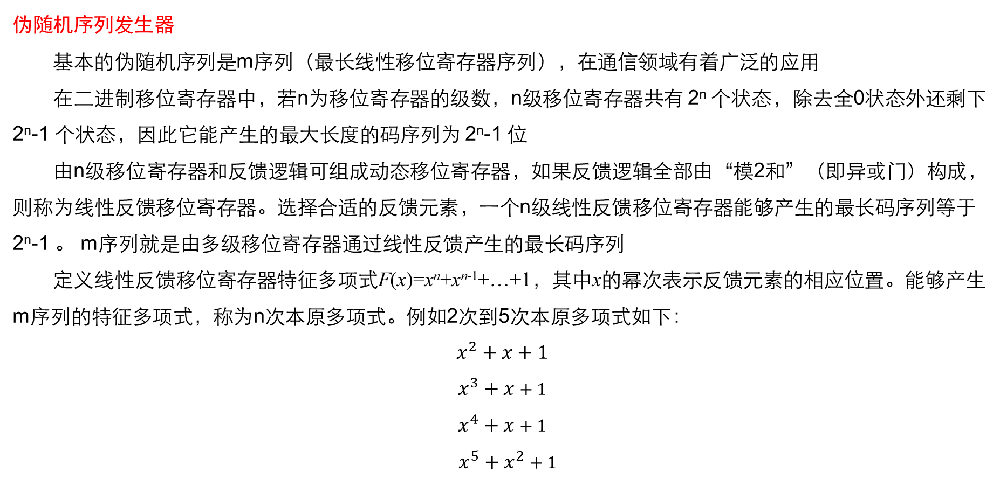 伪随机序列发生器
基本的伪随机序列是m序列（最长线性移位寄存器序列），在通信领域有着广泛的应用
在二进制移位寄存器中，若n为移位寄存器的级数，n级移位寄存器共有 2ⁿ 个状态，除去全0状态外还剩下
2ⁿ-1 个状态，因此它能产生的最大长度的码序列为 2ⁿ-1 位
由n级移位寄存器和反馈逻辑可组成动态移位寄存器，如果反馈逻辑全部由“模2和”（即异或门）构成，
则称为线性反馈移位寄存器。选择合适的反馈元素，一个n级线性反馈移位寄存器能够产生的最长码序列等于
2ⁿ-1 。 m序列就是由多级移位寄存器通过线性反馈产生的最长码序列
定义线性反馈移位寄存器特征多项式F(x)=xⁿ+xⁿ⁻¹+…+1，其中x的幂次表示反馈元素的相应位置。能够产生
m序列的特征多项式，称为n次本原多项式。例如2次到5次本原多项式如下：
x² + x + 1
x³ + x + 1
x⁴ + x + 1
x⁵ + x² + 1